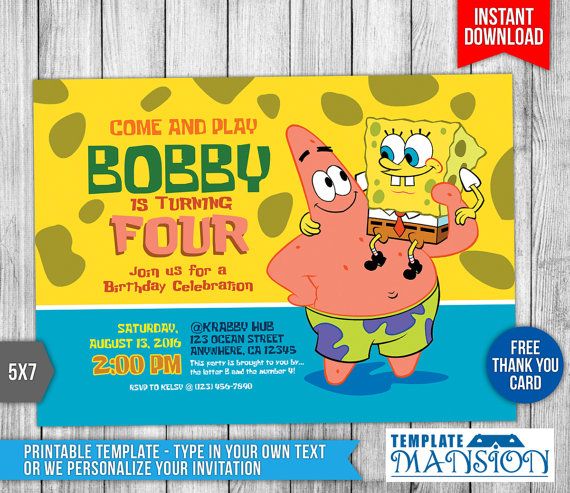 INSTANT
DOWNLOAD
COME AND PLAY
BOBBY
IS TURNING
FOUR
Join us for a
Birthday Celebration
SATURDAY,
AUGUST 13, 2016
2:00 PM
@KRABBY HUB
123 OCEAN STREET
ANYWHERE, CA 12345
This party is brought to you by...
the letter B and the number 4!
RSVP TO KELSY @ (123) 456-7890
5X7
FREE
THANK YOU
CARD
PRINTABLE TEMPLATE - TYPE IN YOUR OWN TEXT
OR WE PERSONALIZE YOUR INVITATION
TEMPLATE
MANSION